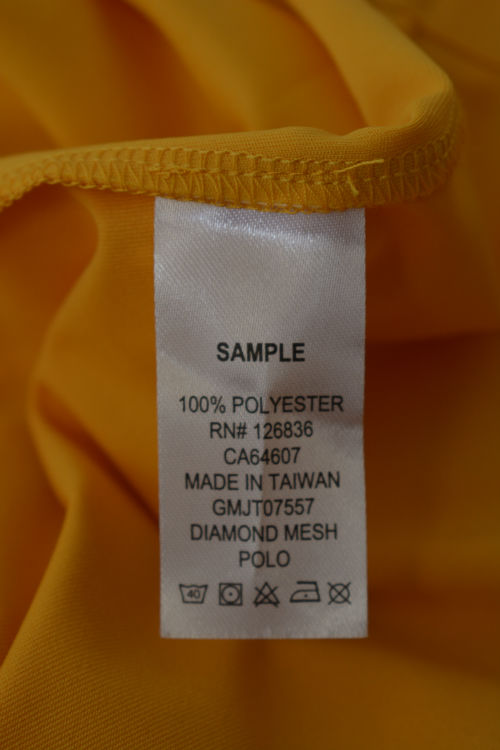 SAMPLE
100% POLYESTER
RN# 126836
CA64607
MADE IN TAIWAN
GMJT07557
DIAMOND MESH
POLO
40